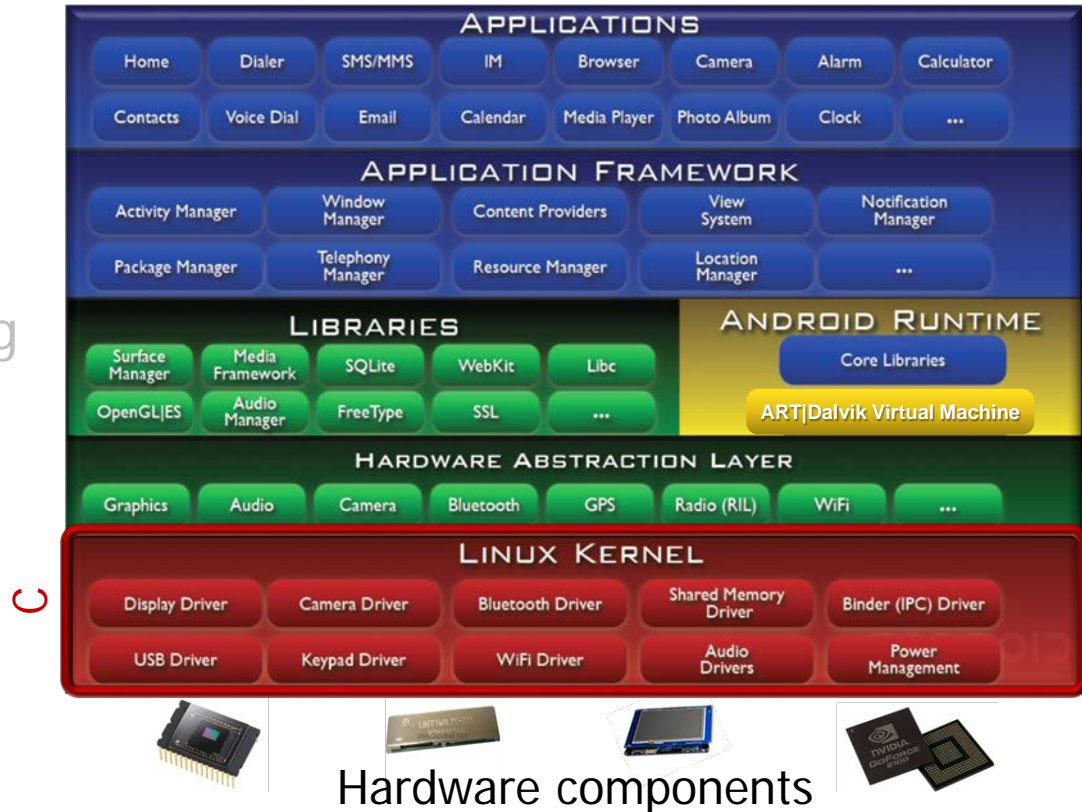 APPLICATIONS
Home Dialer SMS/MMS IM Browser Camera Alarm Calculator
Contacts Voice Dial Email Calendar Media Player Photo Album Clock ...
APPLICATION FRAMEWORK
Activity Manager Window Manager Content Providers View System Notification Manager
Package Manager Telephony Manager Resource Manager Location Manager ...
g
LIBRARIES
Surface Manager Media Framework SQLite WebKit Libc
OpenGL|ES Audio Manager FreeType SSL ...
ANDROID RUNTIME
Core Libraries
ART|Dalvik Virtual Machine
HARDWARE ABSTRACTION LAYER
Graphics Audio Camera Bluetooth GPS Radio (RIL) WiFi ...
C
LINUX KERNEL
Display Driver Camera Driver Bluetooth Driver Shared Memory Driver Binder (IPC) Driver
USB Driver Keypad Driver WiFi Driver Audio Drivers Power Management
NVIDIA
GOFORCE
Hardware components